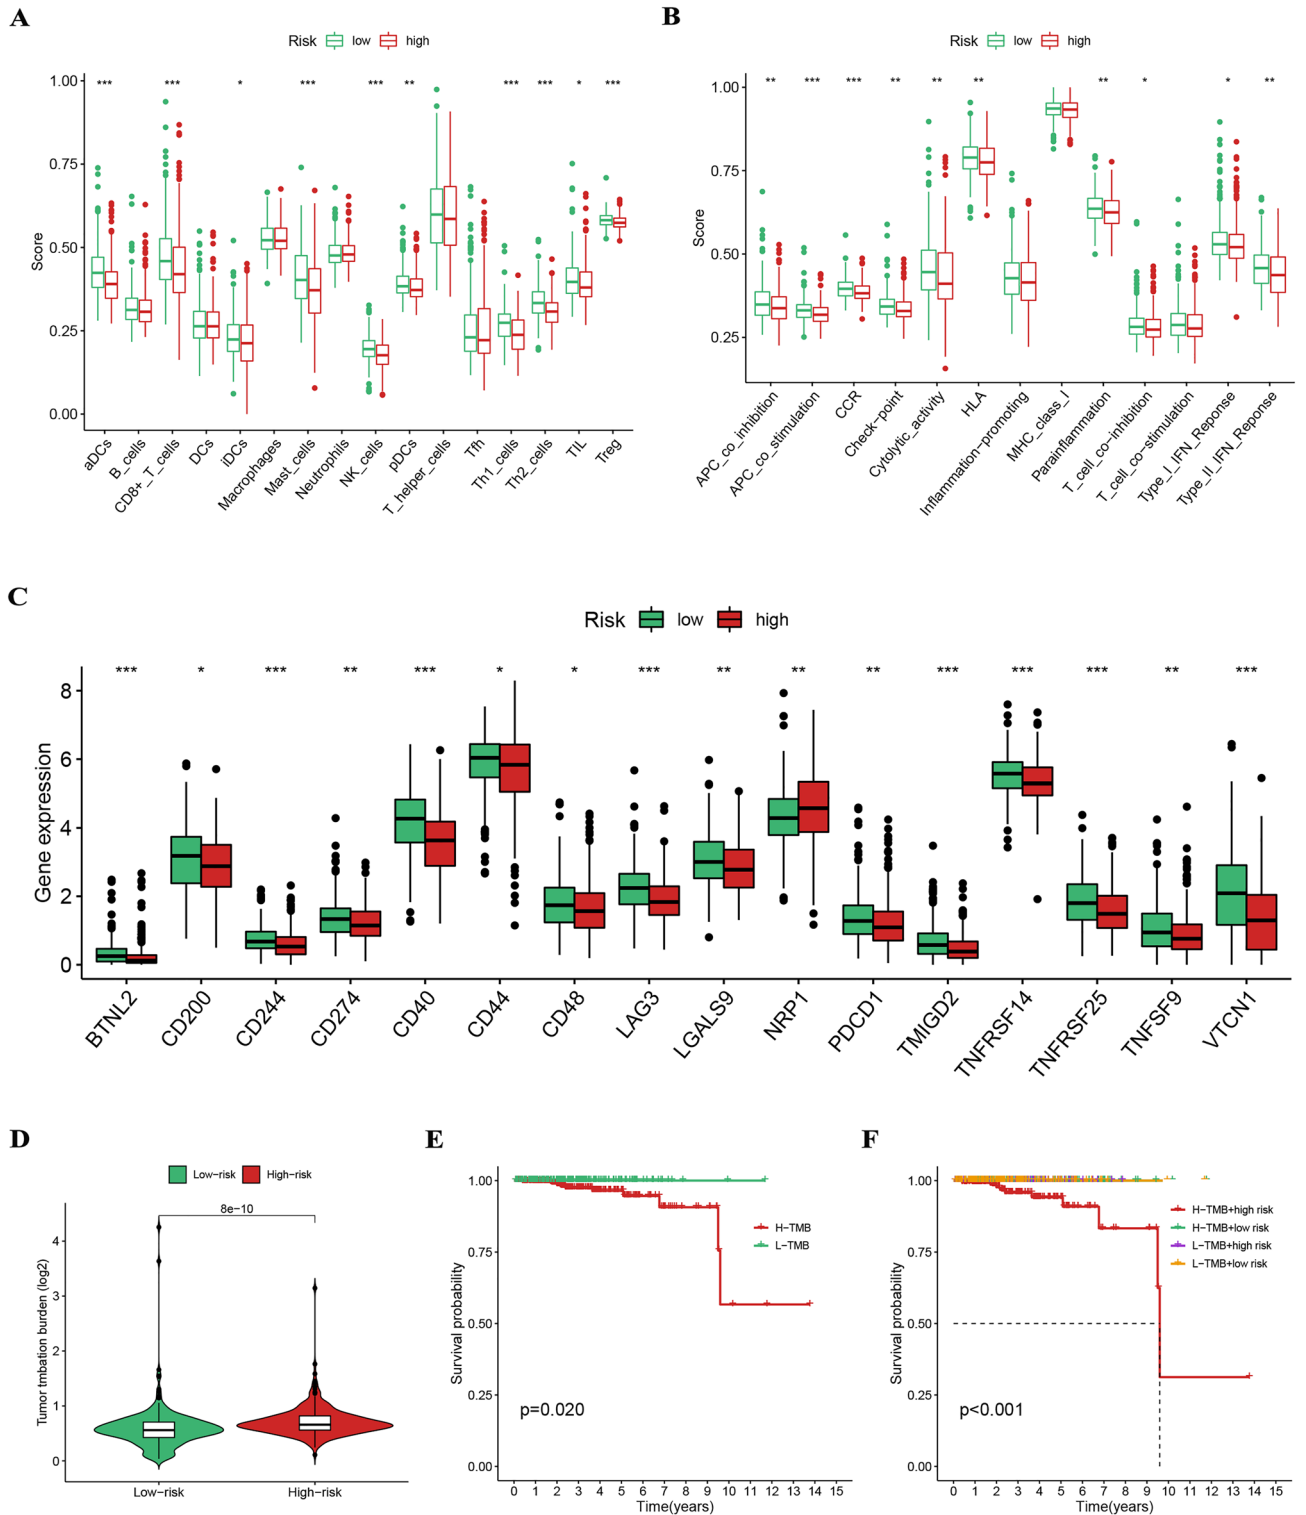 A
Risk low high
*** *** * *** *** ** *** *** * ***
1.00
0.75
0.50
0.25
0.00
Score
aDCs
B_cells
CD8+_T_cells
DCs
iDCs
Macrophages
Mast_cells
Neutrophils
NK_cells
pDCs
T_helper_cells
Tfh
Th1_cells
Th2_cells
TIL
Treg
B
Risk low high
** *** *** ** ** ** ** * * **
1.00
0.75
0.50
0.25
Score
APC_co_inhibition
APC_co_stimulation
CCR
Check-point
Cytolytic_activity
HLA
Inflammation-promoting
MHC_class_I
Parainflammation
T_cell_co-inhibition
T_cell_co-stimulation
Type_I_IFN_Reponse
Type_II_IFN_Reponse
C
Risk low high
*** * *** ** *** * * *** ** ** ** *** *** *** ** ***
8
6
4
2
0
Gene expression
BTNL2
CD200
CD244
CD274
CD40
CD44
CD48
LAG3
LGALS9
NRP1
PDCD1
TMIGD2
TNFRSF14
TNFRSF25
TNFSF9
VTCN1
D
Low-risk High-risk
8e-10
4
3
2
1
0
Tumor tmbation burden (log2)
Low-risk High-risk
E
1.00
0.75
0.50
0.25
0.00
Survival probability
H-TMB
L-TMB
p=0.020
0 1 2 3 4 5 6 7 8 9 10 11 12 13 14 15
Time(years)
F
1.00
0.75
0.50
0.25
0.00
Survival probability
H-TMB+high risk
H-TMB+low risk
L-TMB+high risk
L-TMB+low risk
p<0.001
0 1 2 3 4 5 6 7 8 9 10 11 12 13 14 15
Time(years)